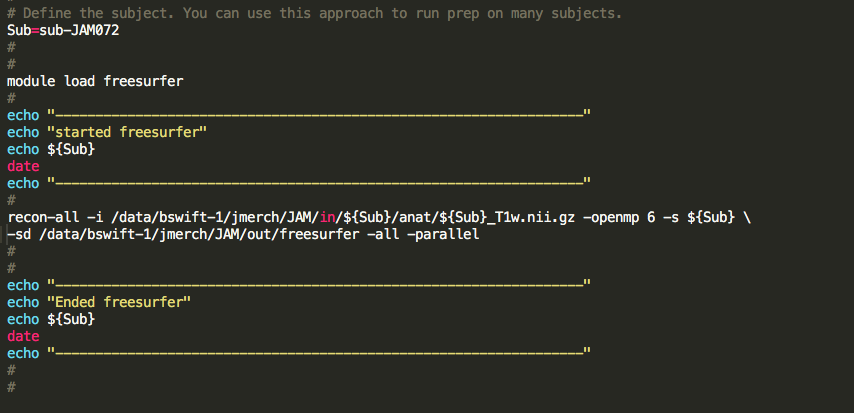 # Define the subject. You can use this approach to run prep on many subjects.
Sub=sub-JAM072
#
#
module load freesurfer
#
echo "------------------------------------------------------------------"
echo "started freesurfer"
echo ${Sub}
date
echo "------------------------------------------------------------------"
#
recon-all -i /data/bswift-1/jmerch/JAM/in/${Sub}/anat/${Sub}_T1w.nii.gz -openmp 6 -s ${Sub} \
-sd /data/bswift-1/jmerch/JAM/out/freesurfer -all -parallel
#
#
echo "------------------------------------------------------------------"
echo "Ended freesurfer"
echo ${Sub}
date
echo "------------------------------------------------------------------"
#
#